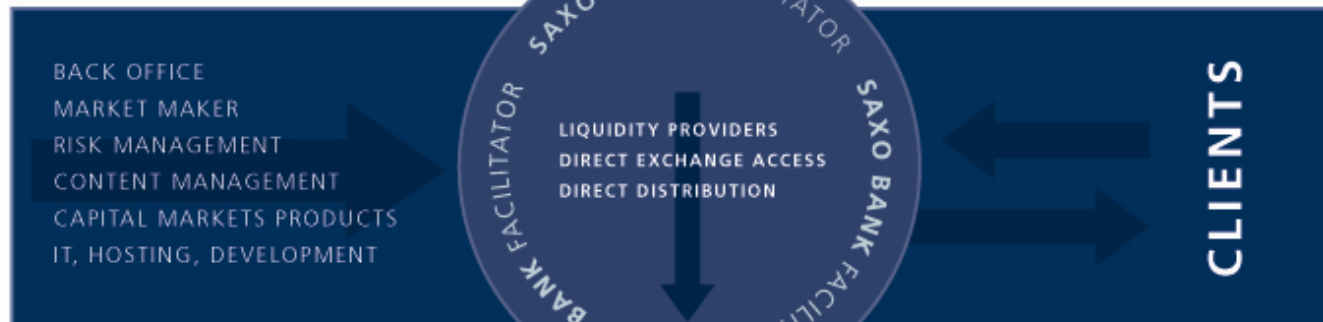 BACK OFFICE
MARKET MAKER
RISK MANAGEMENT
CONTENT MANAGEMENT
CAPITAL MARKETS PRODUCTS
IT, HOSTING, DEVELOPMENT
BANK FACILITATOR SAXO
LIQUIDITY PROVIDERS
DIRECT EXCHANGE ACCESS
DIRECT DISTRIBUTION
SAXO BANK
CLIENTS